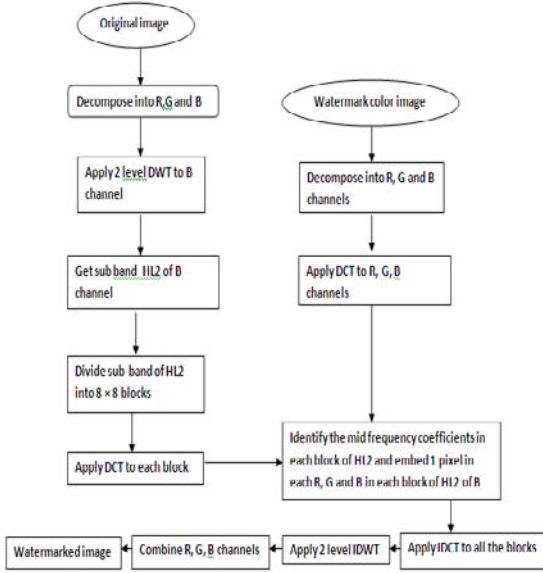 Original image
Decompose into R,G and B
Apply 2 level DWT to B
channel
Get sub band HL2 of B
channel
Divide sub-band of HL2
into 8 × 8 blocks
Apply DCT to each block
Watermark color image
Decompose into R, G and B
channels
Apply DCT to R, G, B
channels
Identify the mid frequency coefficients in
each block of HL2 and embed 1 pixel in
each R, G and B in each block of HL2 of B
Apply IDCT to all the blocks
Apply 2 level IDWT
Combine R, G, B channels
Watermarked image